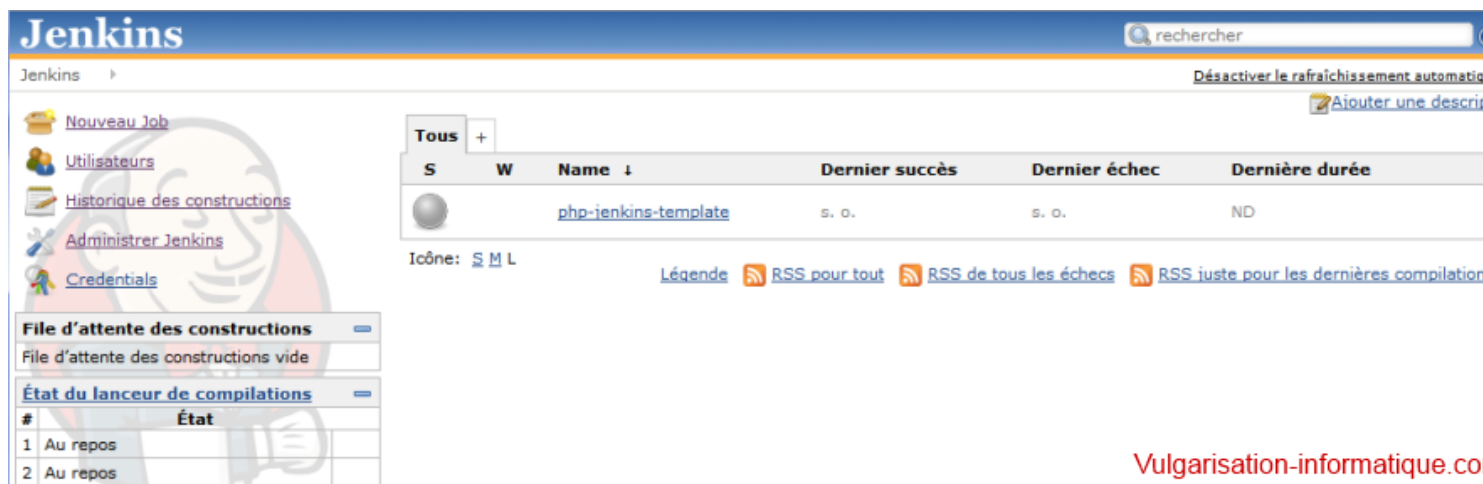 Jenkins
rechercher
Jenkins
Désactiver le rafraîchissement automatiq
Ajouter une descrip
Nouveau Job
Utilisateurs
Historique des constructions
Administrer Jenkins
Credentials
File d'attente des constructions
File d'attente des constructions vide
État du lanceur de compilations
# État
1 Au repos
2 Au repos
Tous +
S W Name ↓ Dernier succès Dernier échec Dernière durée
php-jenkins-template s. o. s. o. ND
Icône: S M L
Légende RSS pour tout RSS de tous les échecs RSS juste pour les dernières compilation
Vulgarisation-informatique.co